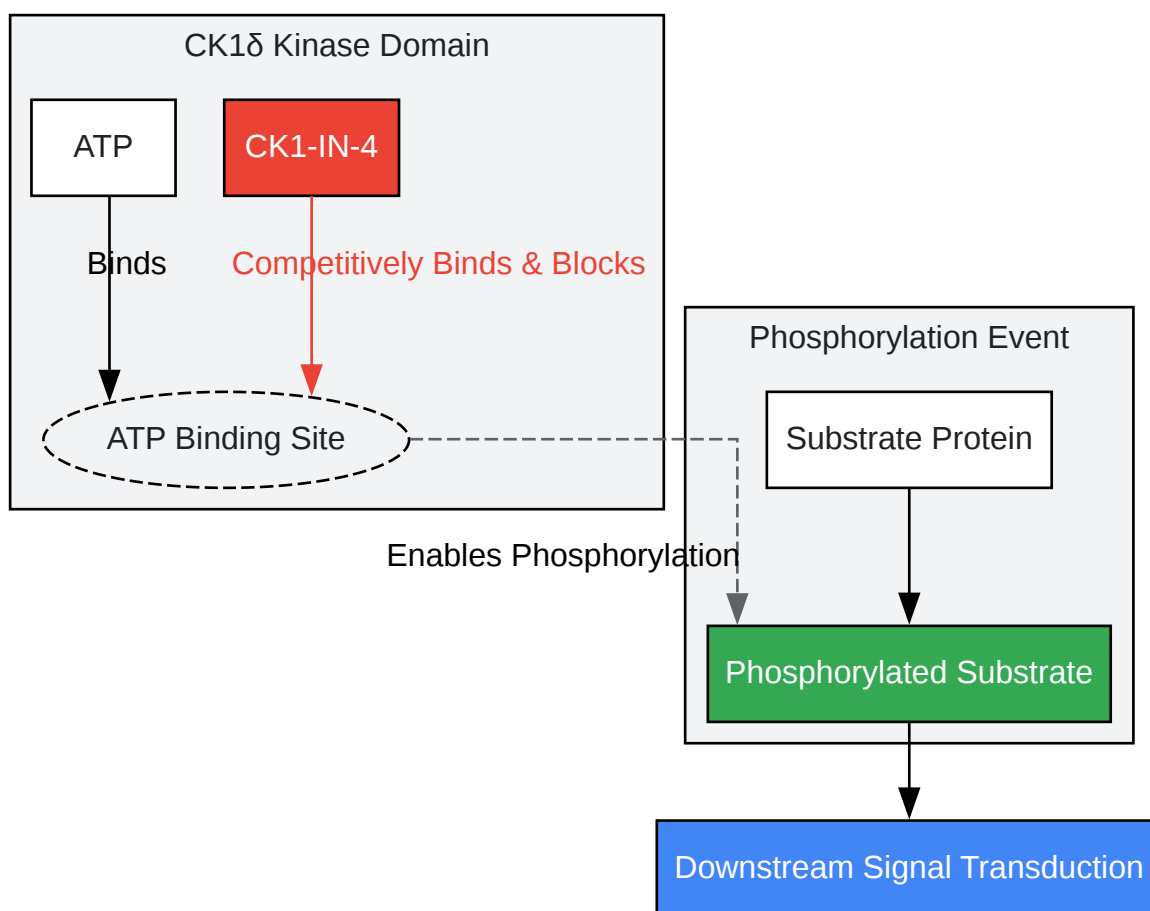 CK1δ Kinase Domain
ATP
CK1-IN-4
Binds
Competitively Binds & Blocks
ATP Binding Site
Enables Phosphorylation
Phosphorylation Event
Substrate Protein
Phosphorylated Substrate
Downstream Signal Transduction